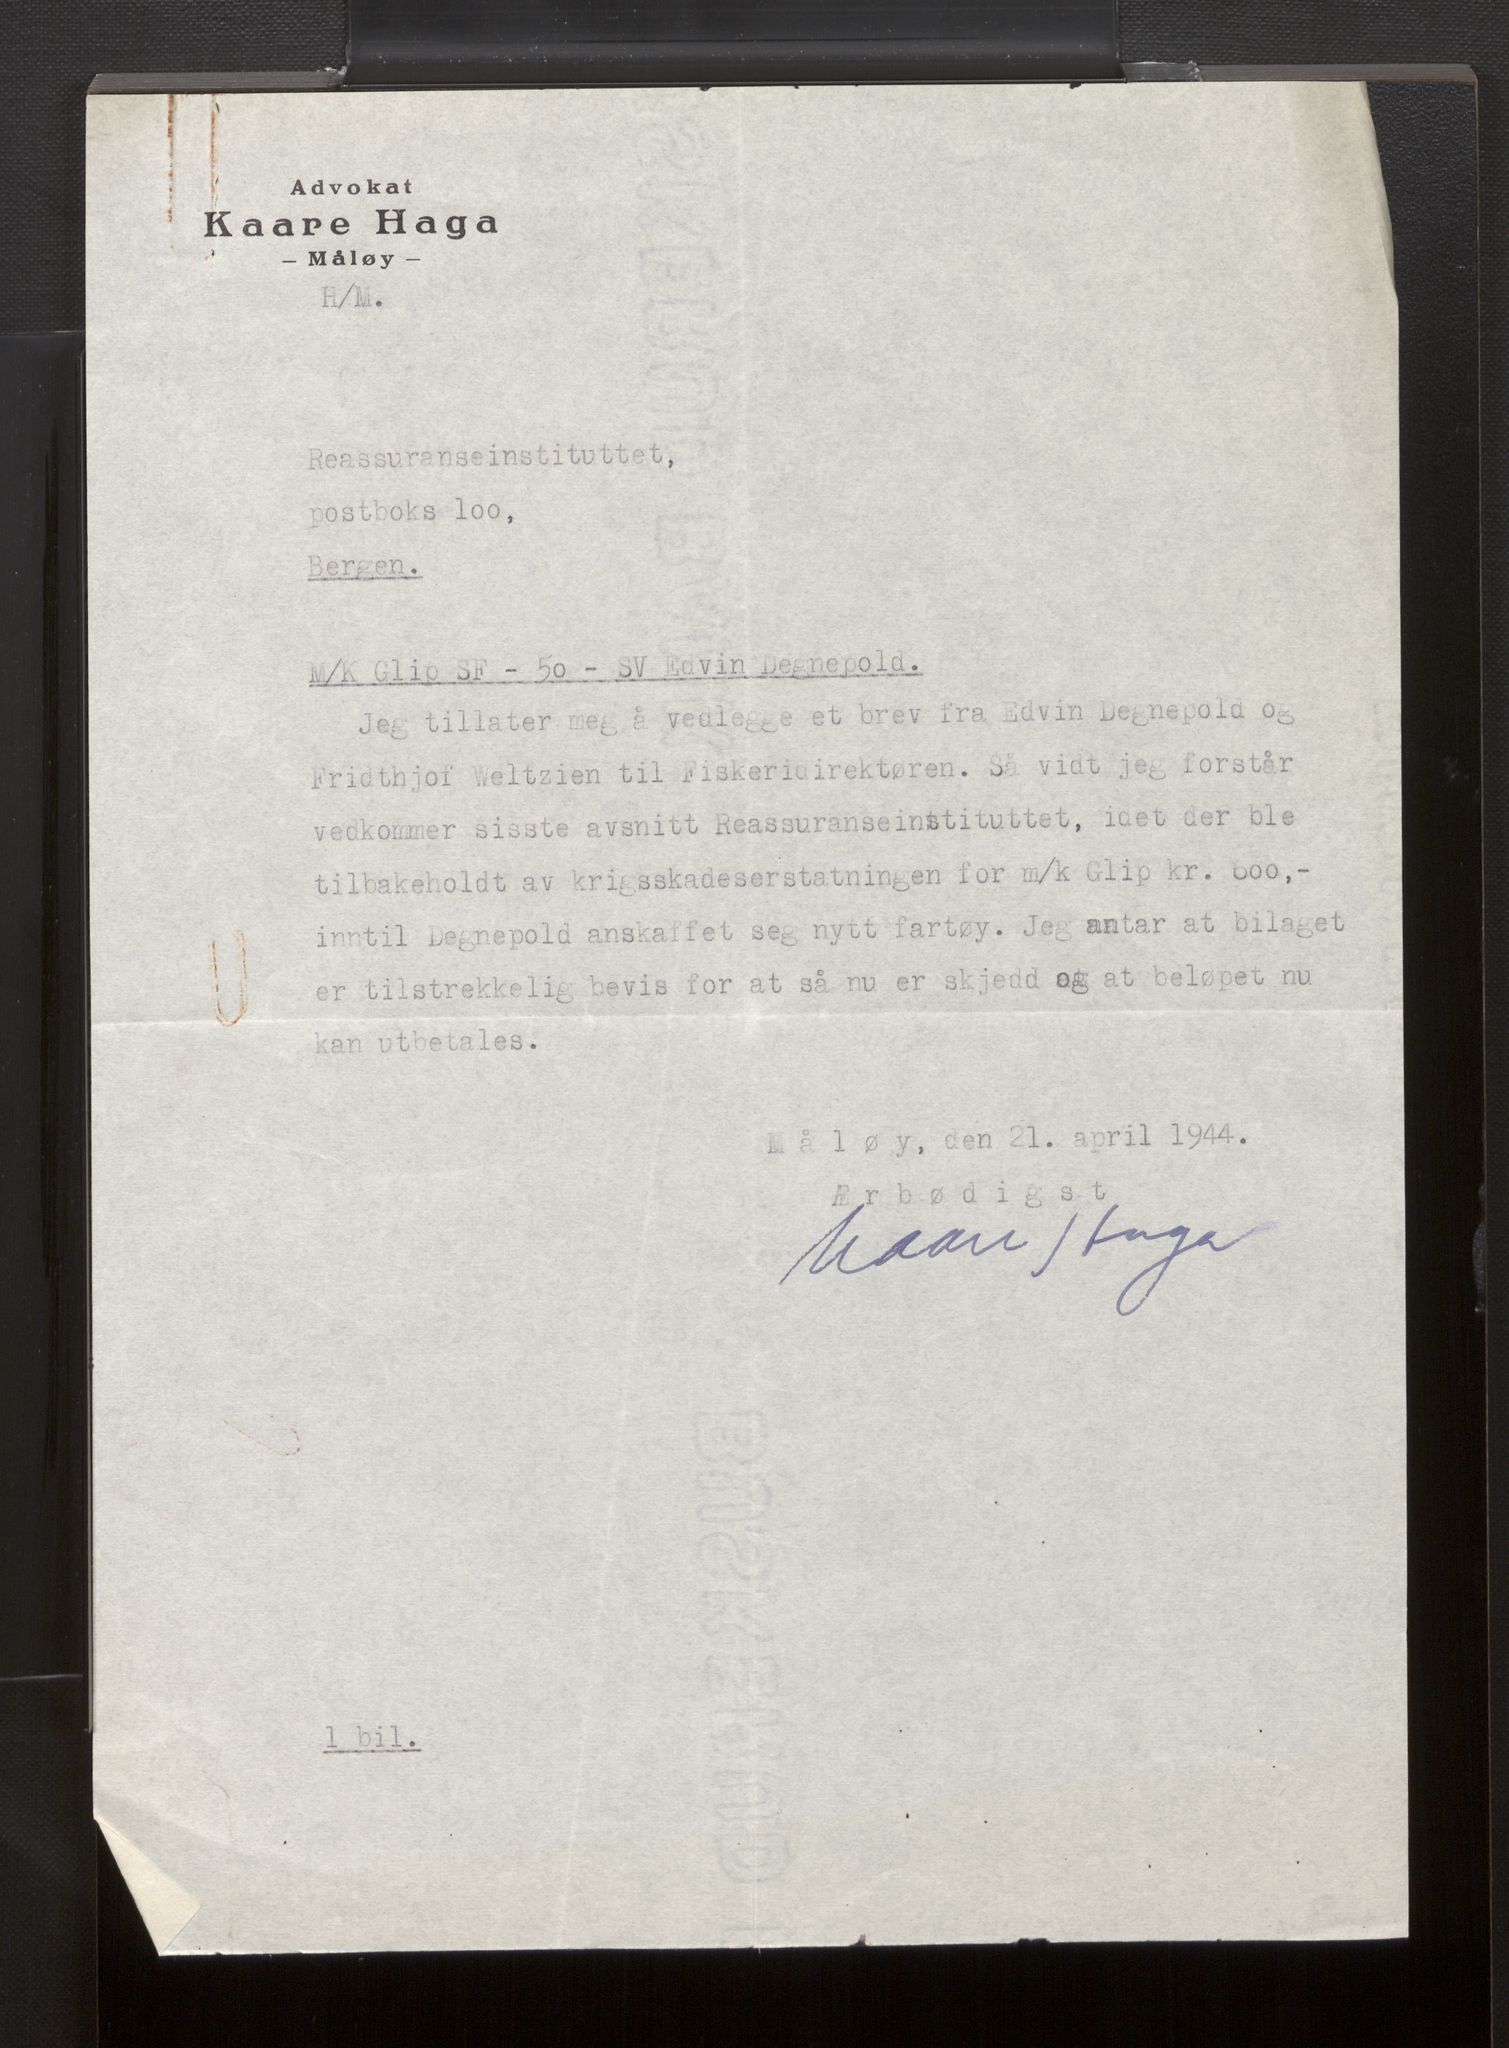 Advokat
Kaare Haga
– Måløy –
H/M.
Reassuranseinstituttet,
postboks loo,
Bergen.
M/K Glip SF - 5o - SV Edvin Degnepold.
Jeg tillater meg å vedlegge et brev fra Edvin Degnepold og
Fridthjof Weltzien til Fiskeridirektøren. Så vidt jeg forstår
vedkommer sisste avsnitt Reassuranseinstituttet, idet der ble
tilbakeholdt av krigsskadeserstatningen for m/k Glip kr. 6oo,-
inntil Degnepold anskaffet seg nytt fartøy. Jeg antar at bilaget
er tilstrekkelig bevis for at så nu er skjedd og at beløpet nu
kan utbetales.
M å l ø y, den 21. april 1944.
Æ r b ø d i g s t
Kaare Haga
1 bil.